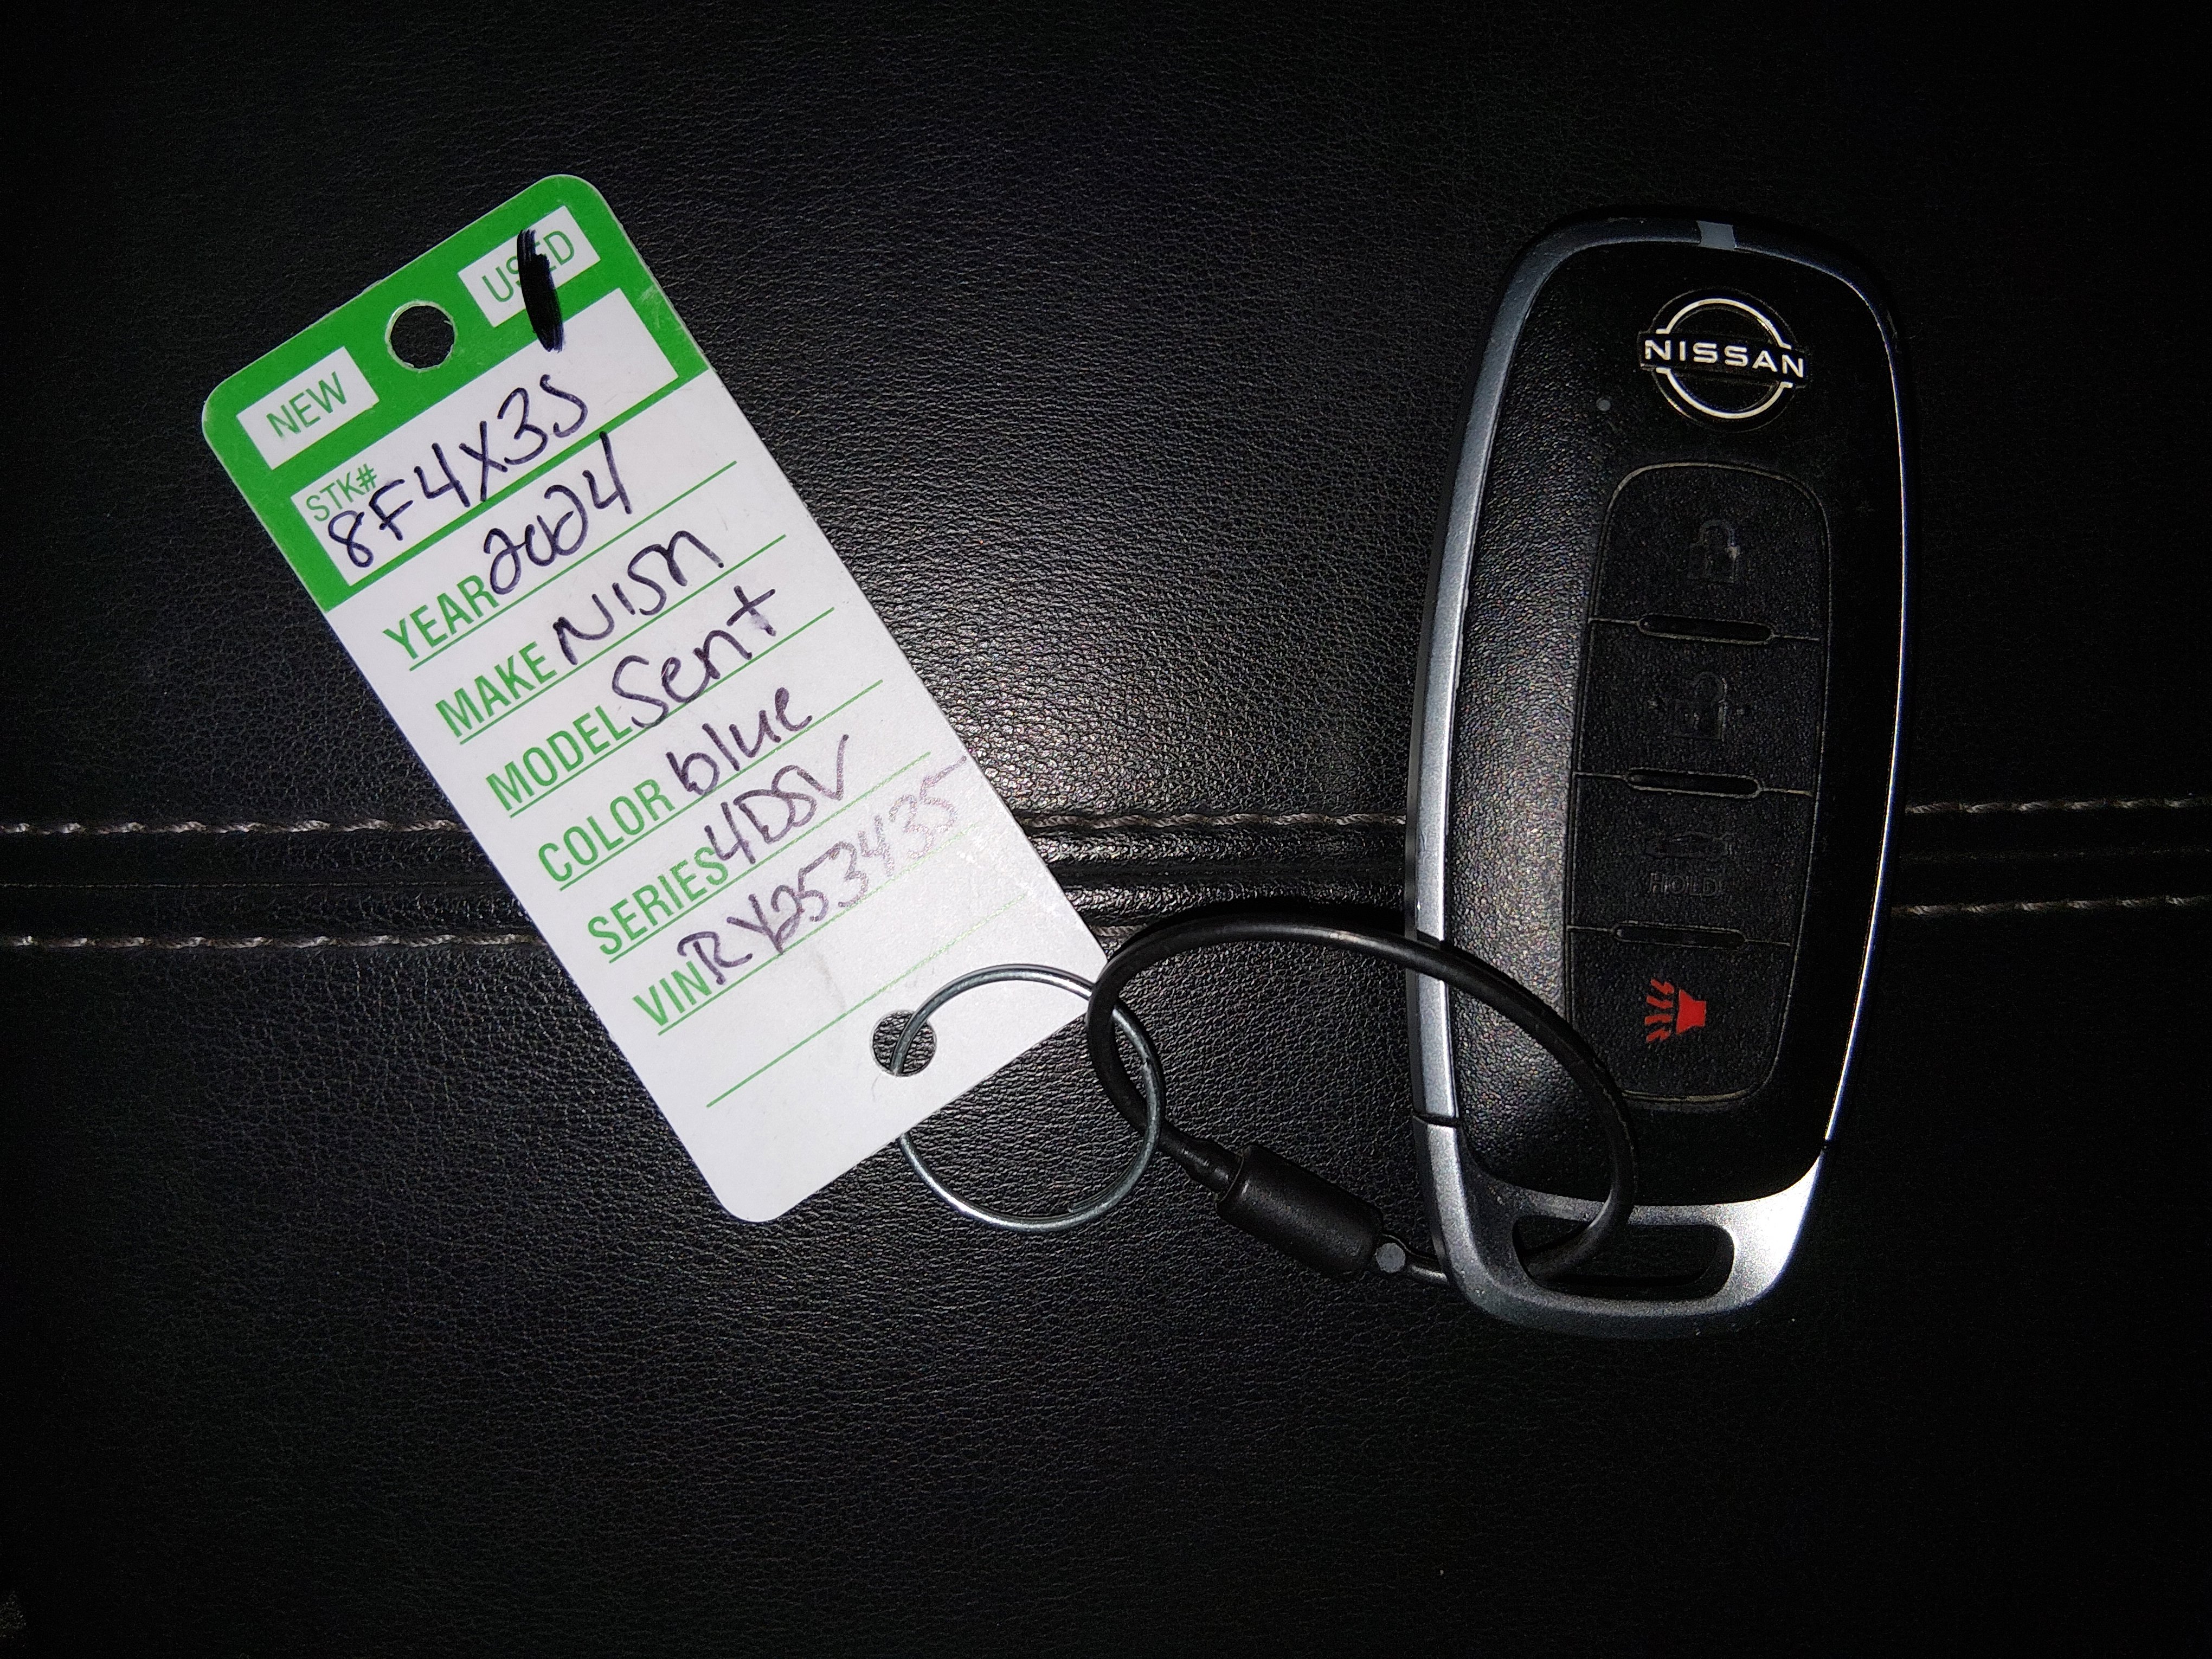 NEW USED
STK# 8F4X3S
YEAR 2024
MAKE NISN
MODEL Sent
COLOR blue
SERIES 4DSV
VIN RY253435
NISSAN
HOLD